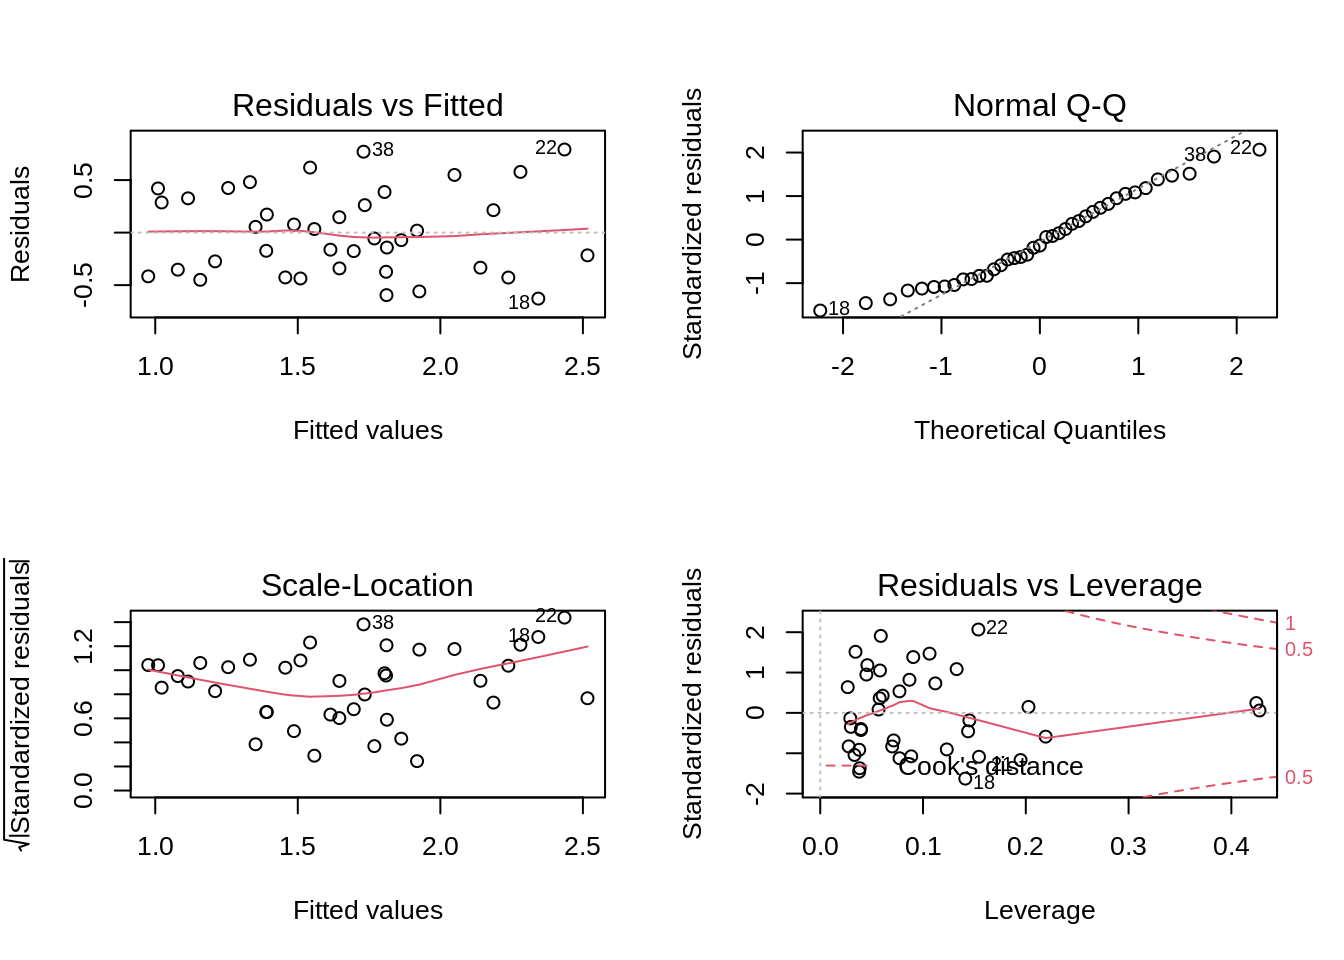 Residuals vs Fitted
Residuals
0.5
-0.5
38
22
18
1.0 1.5 2.0 2.5
Fitted values
Normal Q-Q
Standardized residuals
2
1
0
-1
38
22
18
-2 -1 0 1 2
Theoretical Quantiles
Scale-Location
√|Standardized residuals|
1.2
0.6
0.0
38
22
18
1.0 1.5 2.0 2.5
Fitted values
Residuals vs Leverage
Standardized residuals
2
1
0
-1
-2
22
1
0.5
0.5
Cook's distance
18
0.0 0.1 0.2 0.3 0.4
Leverage